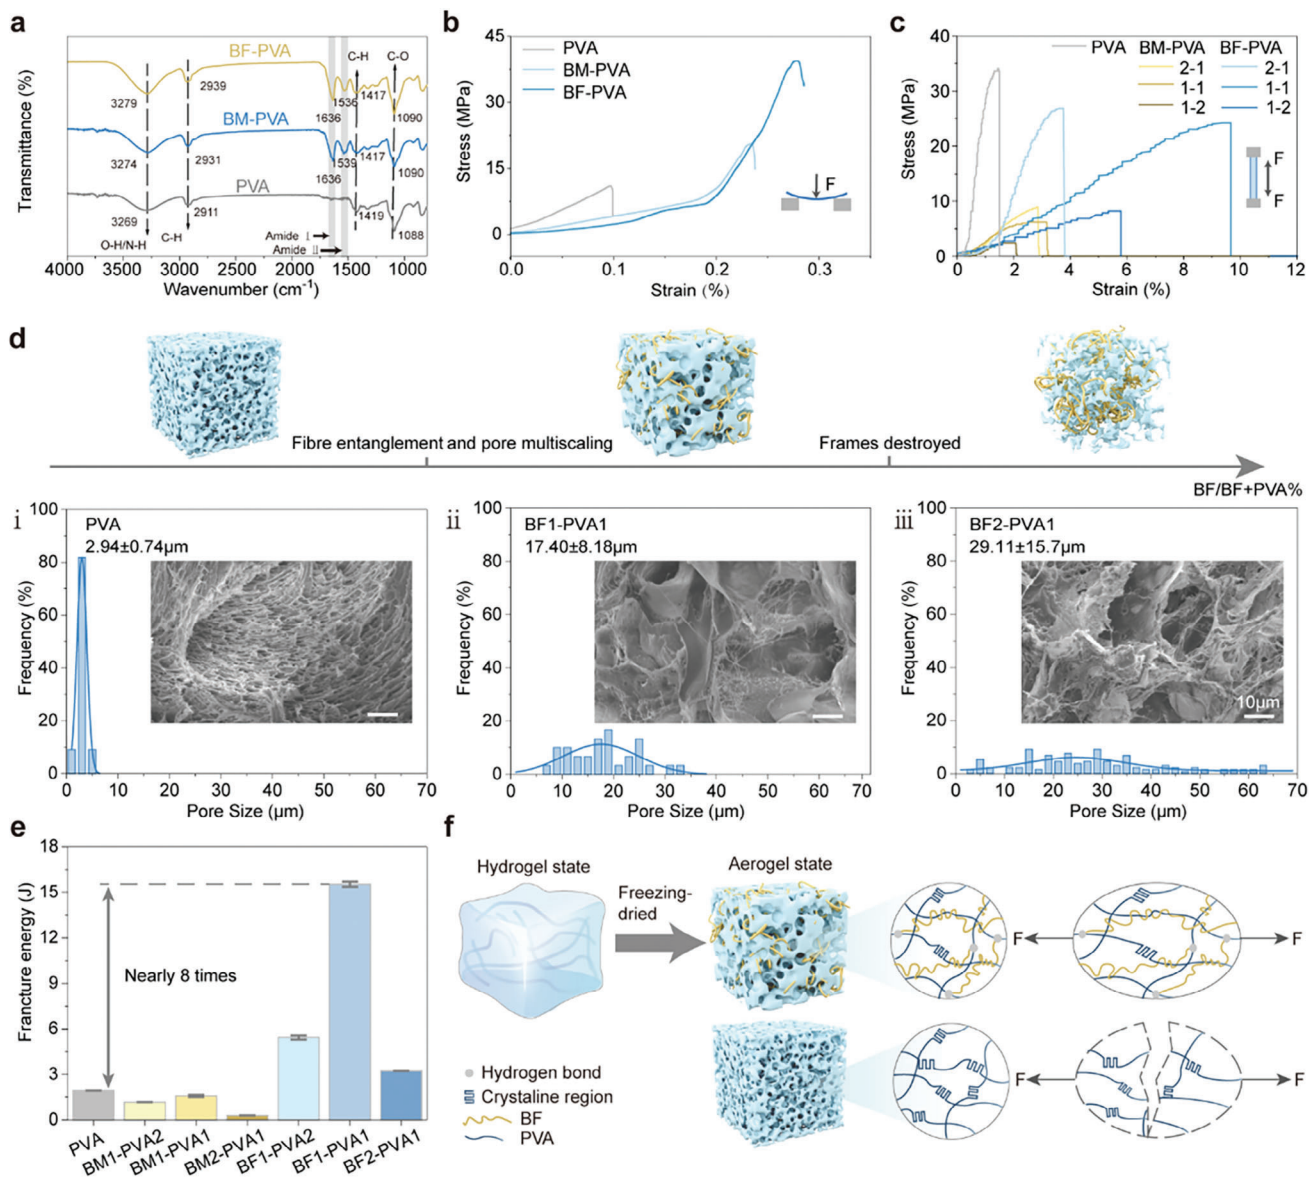 a
BF-PVA
BM-PVA
PVA
C-H
C-O
3279
2939
1636
1536
1417
1090
3274
2931
1636
1539
1417
1090
3269
2911
1419
1088
O-H/N-H
C-H
Amide Ⅰ
Amide Ⅱ
Transmittance (%)
4000 3500 3000 2500 2000 1500 1000
Wavenumber (cm-1)
b
PVA
BM-PVA
BF-PVA
F
Stress (MPa)
45
30
15
0
0.0 0.1 0.2 0.3
Strain (%)
c
PVA BM-PVA BF-PVA
2-1 2-1
1-1 1-1
1-2 1-2
F
F
Stress (MPa)
40
30
20
10
0
0 2 4 6 8 10 12
Strain (%)
d
Fibre entanglement and pore multiscaling
Frames destroyed
BF/BF+PVA%
i
PVA
2.94±0.74μm
Frequency (%)
100
80
60
40
20
0
0 10 20 30 40 50 60 70
Pore Size (μm)
ii
BF1-PVA1
17.40±8.18μm
Frequency (%)
100
80
60
40
20
0
0 10 20 30 40 50 60 70
Pore Size (μm)
iii
BF2-PVA1
29.11±15.7μm
10μm
Frequency (%)
100
80
60
40
20
0
0 10 20 30 40 50 60 70
Pore Size (μm)
e
Francture energy (J)
18
15
12
9
6
3
0
Nearly 8 times
PVA
BM1-PVA2
BM1-PVA1
BM2-PVA1
BF1-PVA2
BF1-PVA1
BF2-PVA1
f
Hydrogel state
Freezing-
dried
Aerogel state
F
F
F
F
Hydrogen bond
Crystaline region
BF
PVA